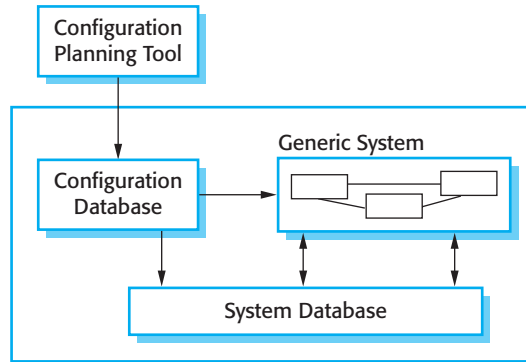 Configuration
Planning Tool
Generic System
Configuration
Database
System Database